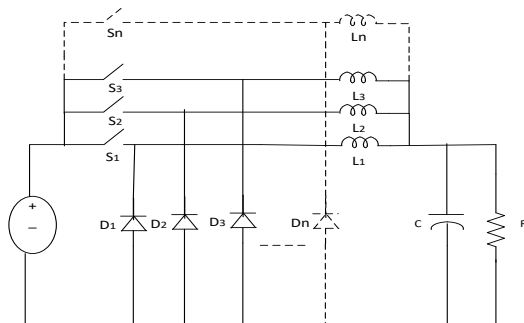 Sn Ln
S3 L3
S2 L2
S1 L1
+
−
D1 D2 D3 Dn C